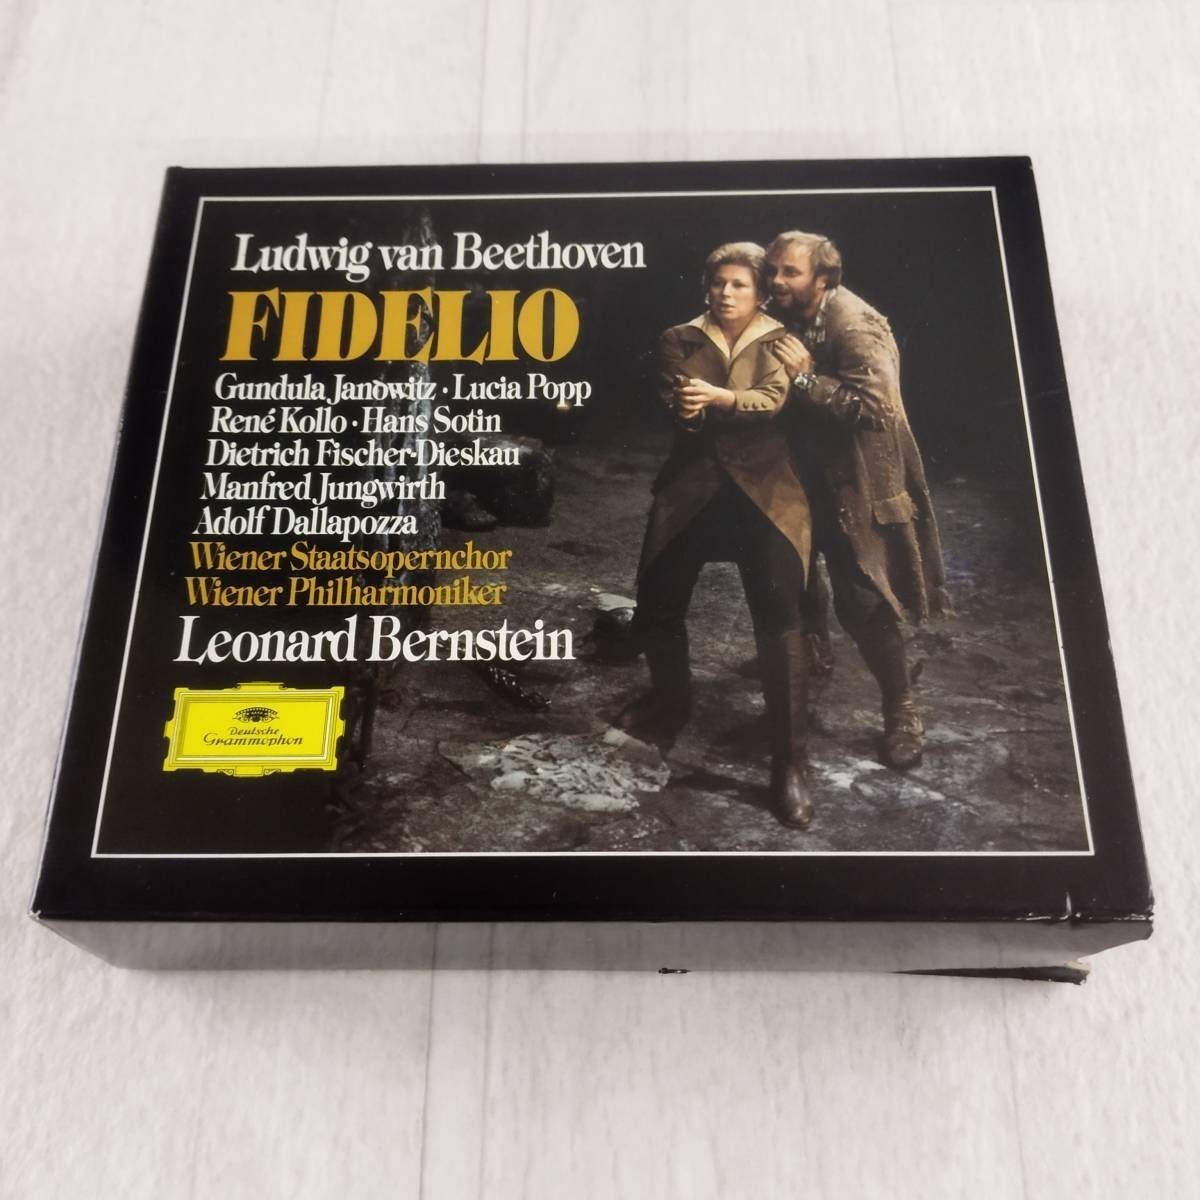 Ludwig van Beethoven
FIDELIO
Gundula Janowitz · Lucia Popp
René Kollo · Hans Sotin
Dietrich Fischer-Dieskau
Manfred Jungwirth
Adolf Dallapozza
Wiener Staatsopernchor
Wiener Philharmoniker
Leonard Bernstein
Deutsche
Grammophon